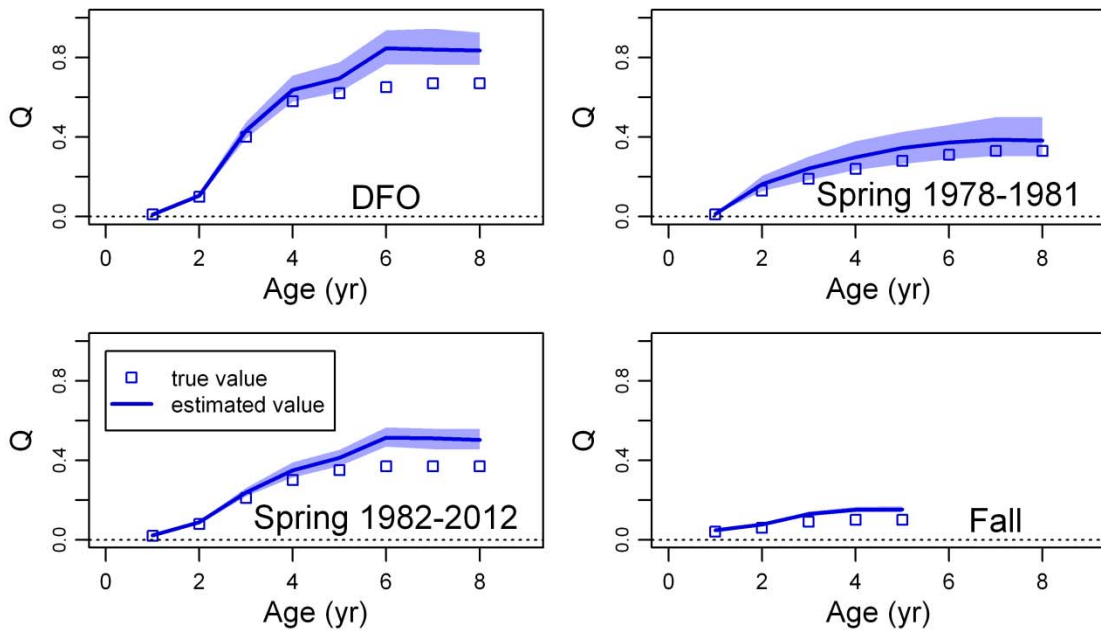 Q
0.0 0.4 0.8
DFO
0 2 4 6 8
Age (yr)
Q
0.0 0.4 0.8
Spring 1978-1981
0 2 4 6 8
Age (yr)
Q
0.0 0.4 0.8
true value
estimated value
Spring 1982-2012
0 2 4 6 8
Age (yr)
Q
0.0 0.4 0.8
Fall
0 2 4 6 8
Age (yr)